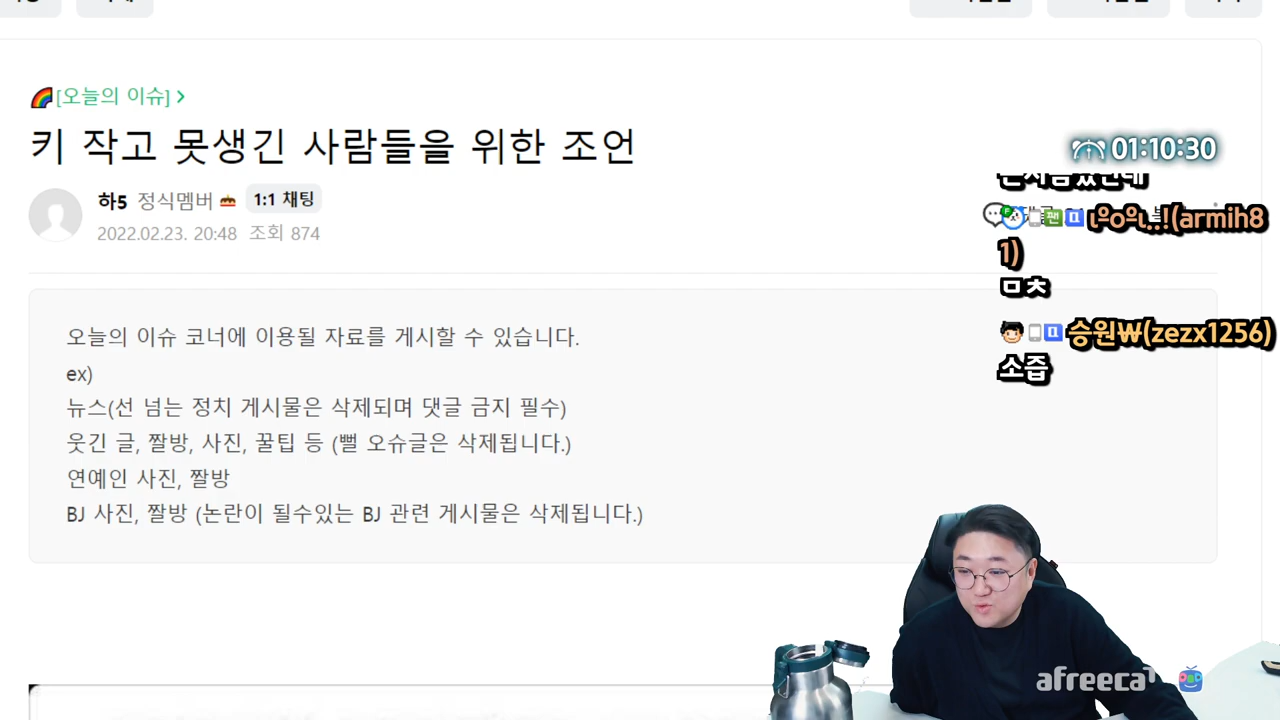 [오늘의 이슈] >
키 작고 못생긴 사람들을 위한 조언
하5 정식멤버 1:1 채팅
2022.02.23. 20:48 조회 874
01:10:30
(armih8
1)
ㅁㅊ
승원₩(zezx1256)
소즙
오늘의 이슈 코너에 이용될 자료를 게시할 수 있습니다.
ex)
뉴스(선 넘는 정치 게시물은 삭제되며 댓글 금지 필수)
웃긴 글, 짤방, 사진, 꿀팁 등 (뻘 오슈글은 삭제됩니다.)
연예인 사진, 짤방
BJ 사진, 짤방 (논란이 될수있는 BJ 관련 게시물은 삭제됩니다.)
afreeca